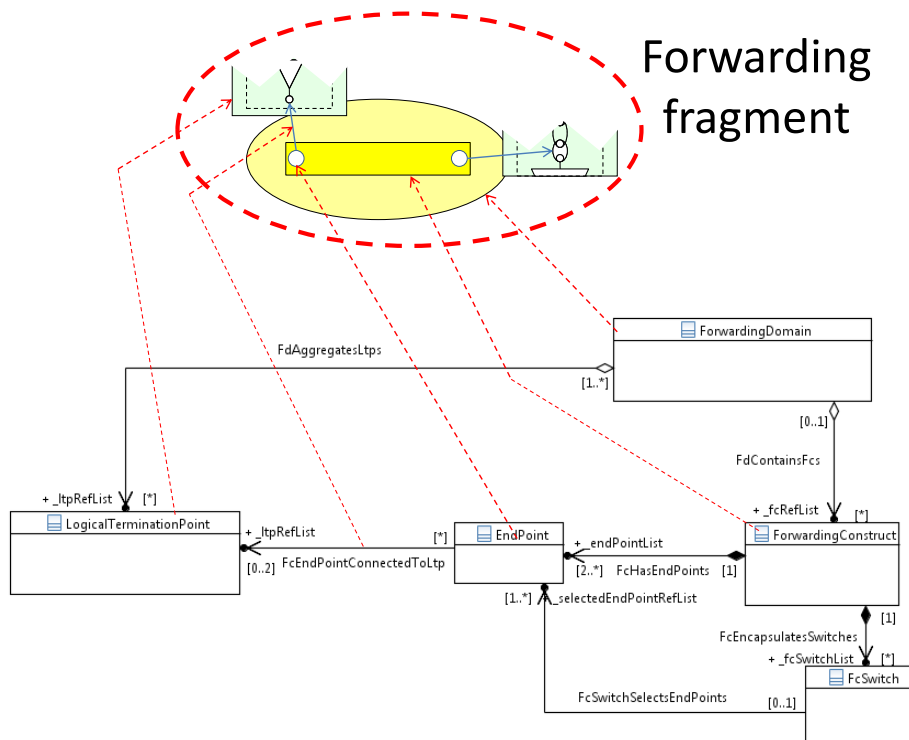 Forwarding
fragment
ForwardingDomain
FdAggregatesLtps
[1..*]
[0..1]
FdContainsFcs
+ _ltpRefList
[*]
+ _fcRefList
[*]
LogicalTerminationPoint
+ _ltpRefList
[*]
EndPoint
+ _endPointList
ForwardingConstruct
[0..2]
FcEndPointConnectedToLtp
[2..*]
FcHasEndPoints
[1]
[1..*]
+ _selectedEndPointRefList
[1]
FcEncapsulatesSwitches
+ _fcSwitchList
[*]
FcSwitch
FcSwitchSelectsEndPoints
[0..1]